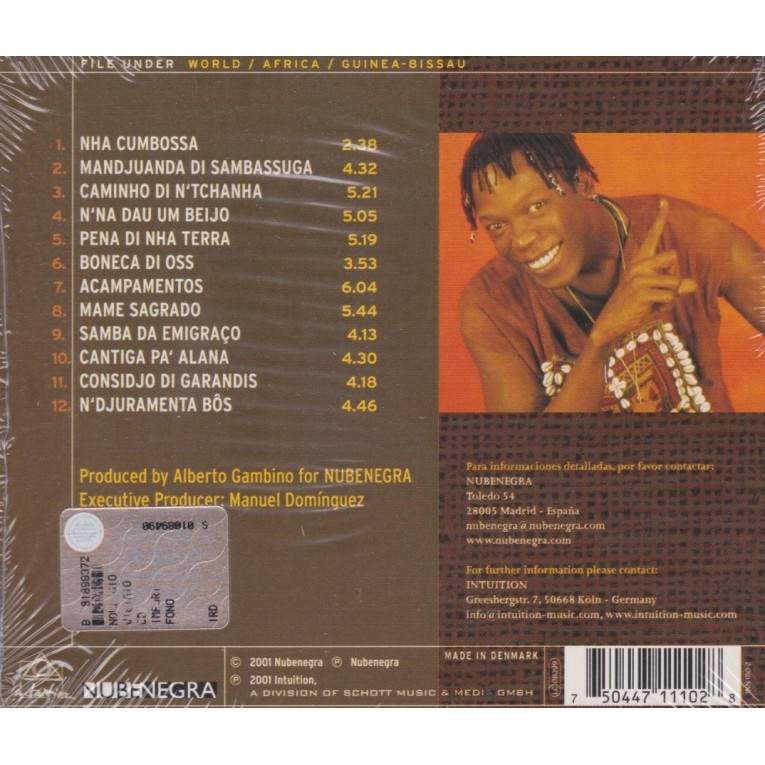 FILE UNDER WORLD / AFRICA / GUINEA-BISSAU
1. NHA CUMBOSSA 2.38
2. MANDJUANDA DI SAMBASSUGA 4.32
3. CAMINHO DI N'TCHANHA 5.21
4. N'NA DAU UM BEIJO 5.05
5. PENA DI NHA TERRA 5.19
6. BONECA DI OSS 3.53
7. ACAMPAMENTOS 6.04
8. MAME SAGRADO 5.44
9. SAMBA DA EMIGRAÇO 4.13
10. CANTIGA PA' ALANA 4.30
11. CONSIDJO DI GARANDIS 4.18
12. N'DJURAMENTA BÔS 4.46
Produced by Alberto Gambino for NUBENEGRA
Executive Producer: Manuel Domínguez
S 01089490
B 91898372
IRD
Para informaciones detalladas, por favor contactar:
NUBENEGRA
Toledo 54
28005 Madrid - España
nubenegra@nubenegra.com
www.nubenegra.com
For further information please contact:
INTUITION
Greesbergstr. 7, 50668 Köln - Germany
info@intuition-music.com, www.intuition-music.com
NUBENEGRA
© 2001 Nubenegra ℗ Nubenegra
℗ 2001 Intuition,
A DIVISION OF SCHOTT MUSIC & MEDIA GMBH
MADE IN DENMARK
7 50447 11102 8